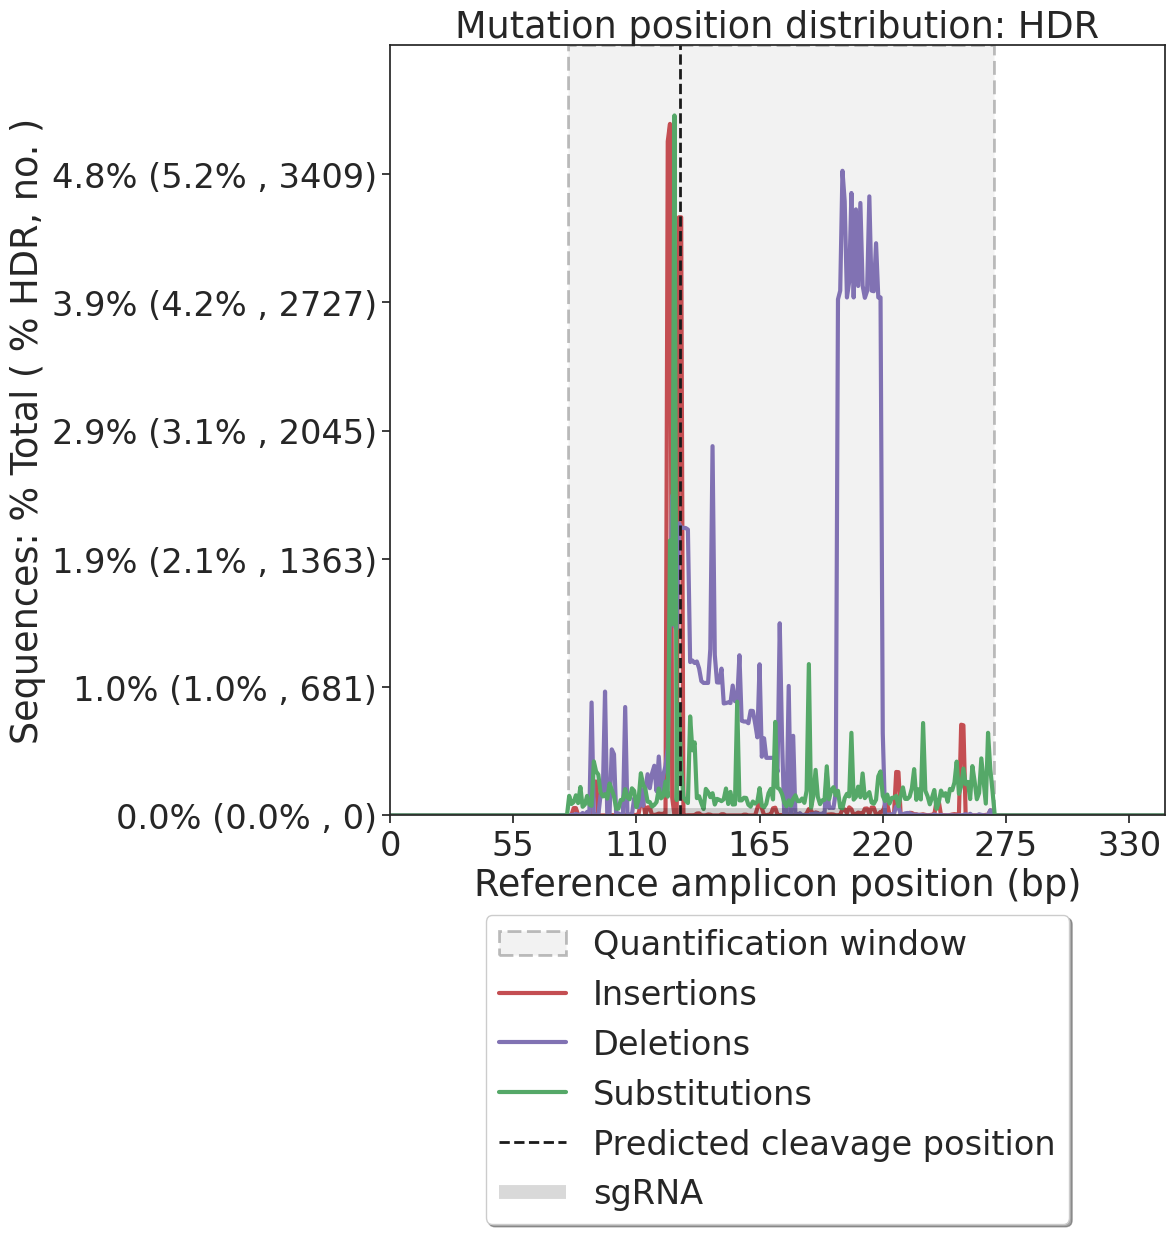 Mutation position distribution: HDR
Sequences: % Total ( % HDR, no. )
4.8% (5.2% , 3409)
3.9% (4.2% , 2727)
2.9% (3.1% , 2045)
1.9% (2.1% , 1363)
1.0% (1.0% , 681)
0.0% (0.0% , 0)
0 55 110 165 220 275 330
Reference amplicon position (bp)
Quantification window
Insertions
Deletions
Substitutions
Predicted cleavage position
sgRNA